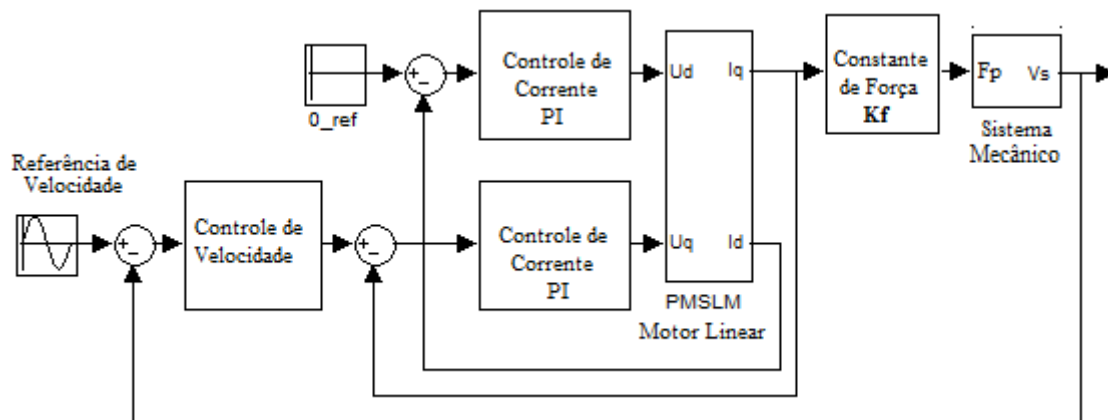 0_ref
+
−
Controle de
Corrente
PI
Ud
Iq
Constante
de Força
Kf
Fp
Vs
Sistema
Mecânico
Referência de
Velocidade
+
−
Controle de
Velocidade
+
−
Controle de
Corrente
PI
Uq
Id
PMSLM
Motor Linear